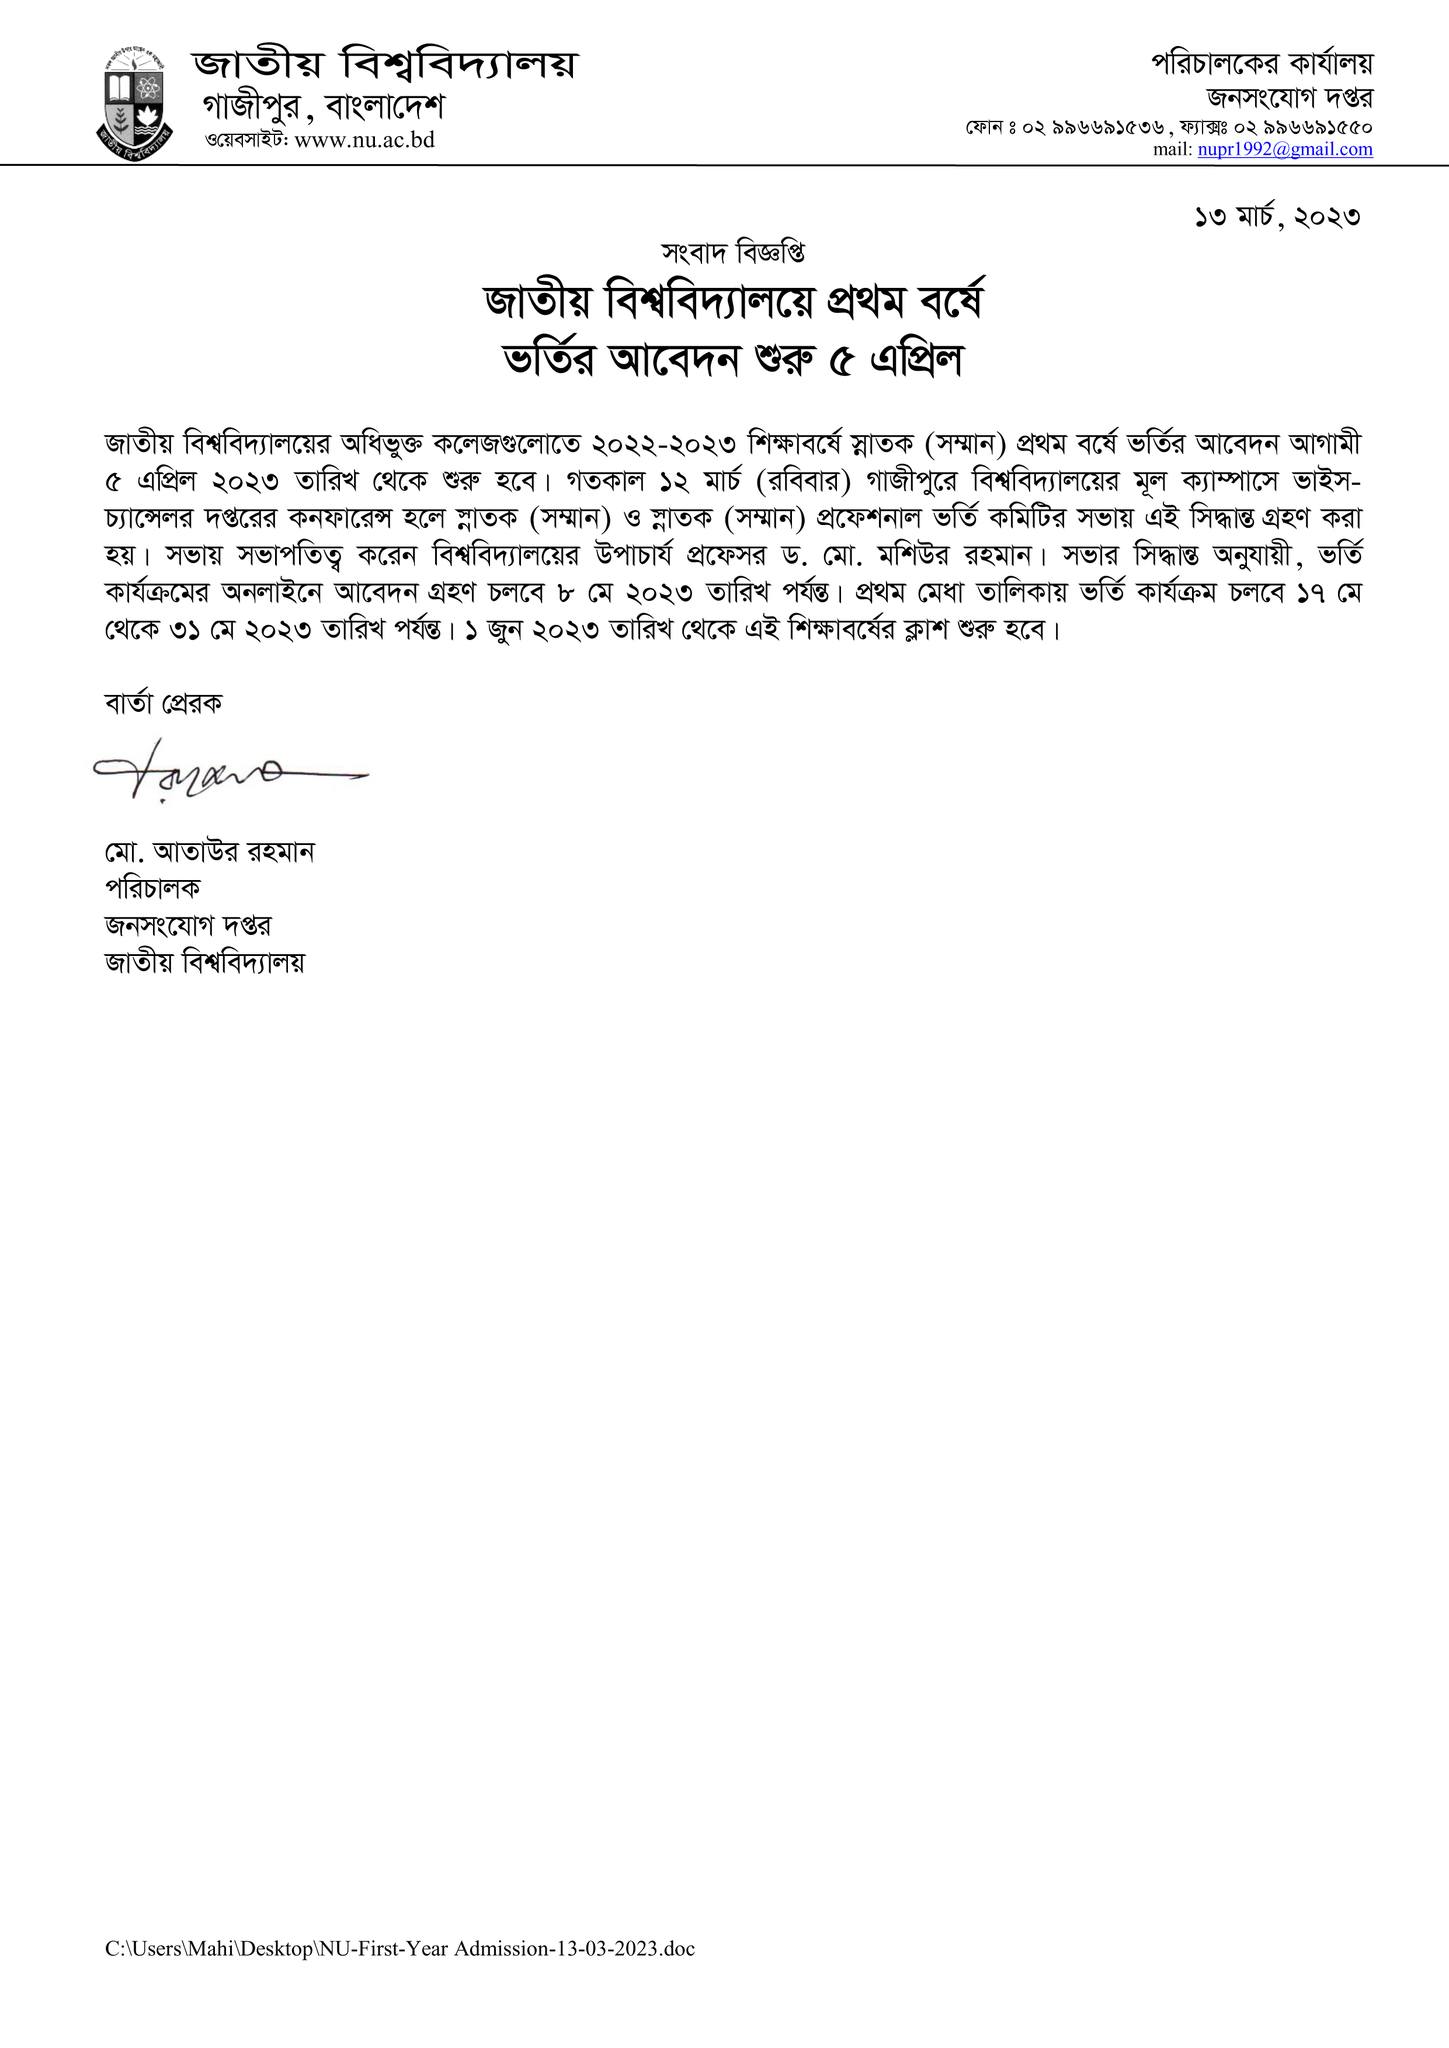 জাতীয় বিশ্ববিদ্যালয়
গাজীপুর, বাংলাদেশ
ওয়েবসাইট: www.nu.ac.bd
পরিচালকের কার্যালয়
জনসংযোগ দপ্তর
ফোন ঃ ০২ ৯৯৬৬৯১৫৩৬, ফ্যাক্সঃ ০২ ৯৯৬৬৯১৫৫০
mail: nupr1992@gmail.com
১৩ মার্চ, ২০২৩
সংবাদ বিজ্ঞপ্তি
জাতীয় বিশ্ববিদ্যালয়ে প্রথম বর্ষে
ভর্তির আবেদন শুরু ৫ এপ্রিল
জাতীয় বিশ্ববিদ্যালয়ের অধিভুক্ত কলেজগুলোতে ২০২২-২০২৩ শিক্ষাবর্ষে স্নাতক (সম্মান) প্রথম বর্ষে ভর্তির আবেদন আগামী
৫ এপ্রিল ২০২৩ তারিখ থেকে শুরু হবে। গতকাল ১২ মার্চ (রবিবার) গাজীপুরে বিশ্ববিদ্যালয়ের মূল ক্যাম্পাসে ভাইস-
চ্যান্সেলর দপ্তরের কনফারেন্স হলে স্নাতক (সম্মান) ও স্নাতক (সম্মান) প্রফেশনাল ভর্তি কমিটির সভায় এই সিদ্ধান্ত গ্রহণ করা
হয়। সভায় সভাপতিত্ব করেন বিশ্ববিদ্যালয়ের উপাচার্য প্রফেসর ড. মো. মশিউর রহমান। সভার সিদ্ধান্ত অনুযায়ী, ভর্তি
কার্যক্রমের অনলাইনে আবেদন গ্রহণ চলবে ৮ মে ২০২৩ তারিখ পর্যন্ত। প্রথম মেধা তালিকায় ভর্তি কার্যক্রম চলবে ১৭ মে
থেকে ৩১ মে ২০২৩ তারিখ পর্যন্ত। ১ জুন ২০২৩ তারিখ থেকে এই শিক্ষাবর্ষের ক্লাশ শুরু হবে।
বার্তা প্রেরক
মো. আতাউর রহমান
পরিচালক
জনসংযোগ দপ্তর
জাতীয় বিশ্ববিদ্যালয়
C:\Users\Mahi\Desktop\NU-First-Year Admission-13-03-2023.doc